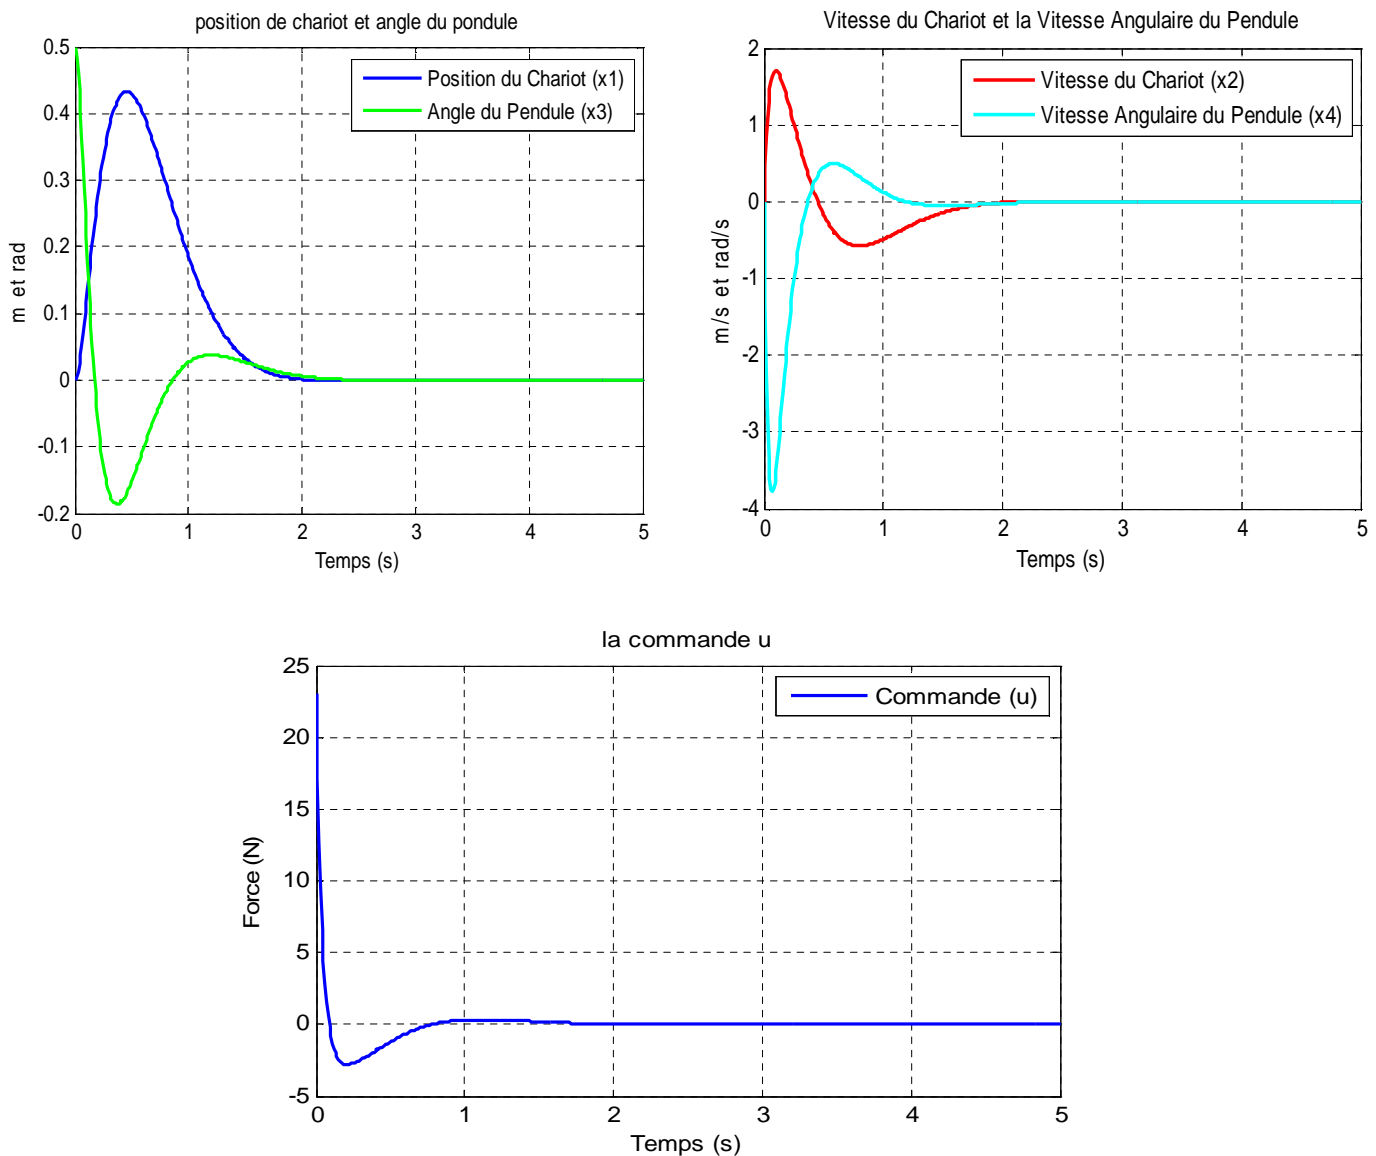 position de chariot et angle du pondule
0.5
0.4
0.3
0.2
0.1
0
-0.1
-0.2
m et rad
Position du Chariot (x1)
Angle du Pendule (x3)
0 1 2 3 4 5
Temps (s)
Vitesse du Chariot et la Vitesse Angulaire du Pendule
2
1
0
-1
-2
-3
-4
m/s et rad/s
Vitesse du Chariot (x2)
Vitesse Angulaire du Pendule (x4)
0 1 2 3 4 5
Temps (s)
la commande u
25
20
15
10
5
0
-5
Force (N)
Commande (u)
0 1 2 3 4 5
Temps (s)